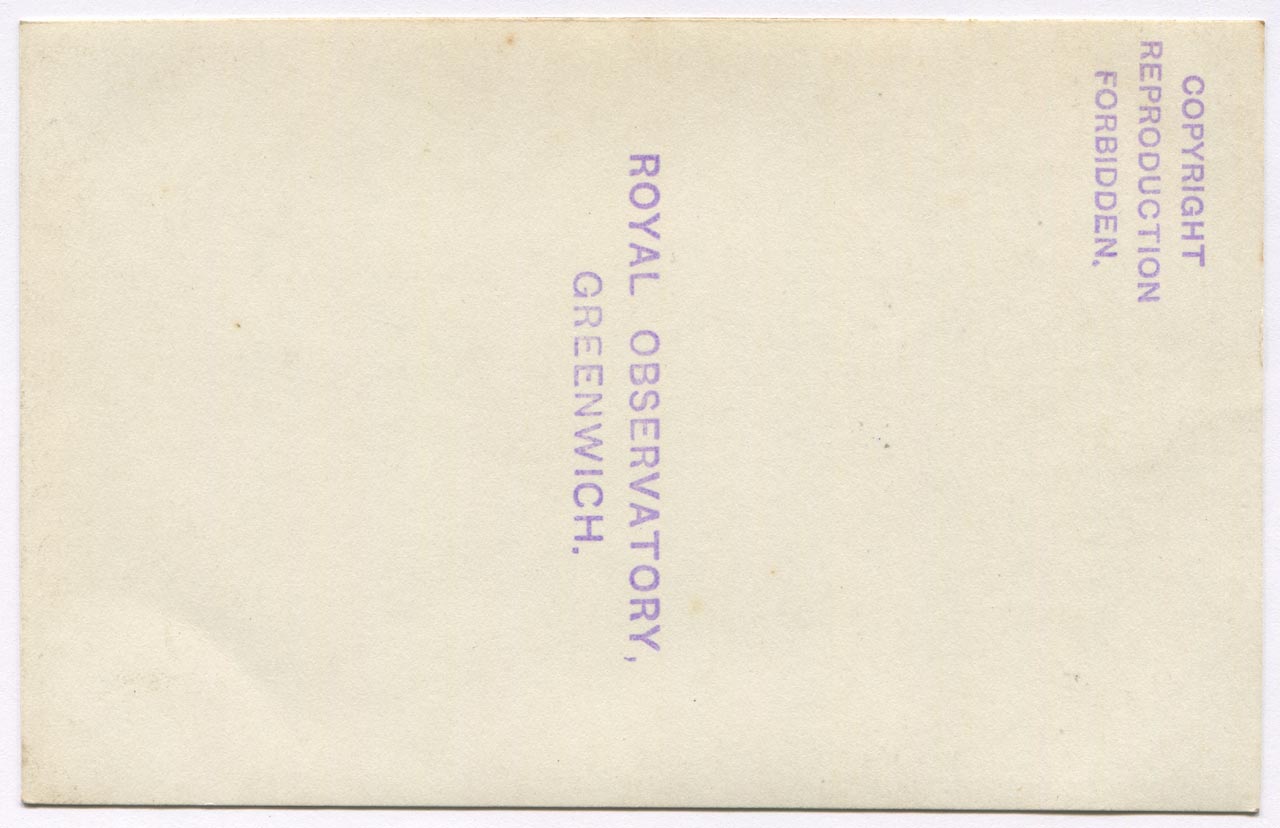 COPYRIGHT
REPRODUCTION
FORBIDDEN.
ROYAL OBSERVATORY,
GREENWICH.